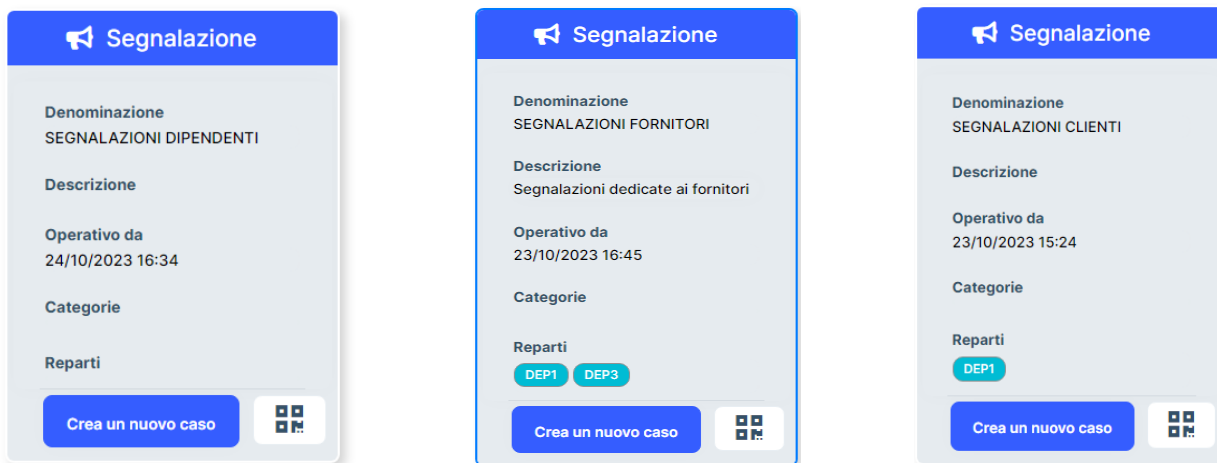 Segnalazione
Denominazione
SEGNALAZIONI DIPENDENTI
Descrizione
Operativo da
24/10/2023 16:34
Categorie
Reparti
Crea un nuovo caso
Segnalazione
Denominazione
SEGNALAZIONI FORNITORI
Descrizione
Segnalazioni dedicate ai fornitori
Operativo da
23/10/2023 16:45
Categorie
Reparti
DEP1 DEP3
Crea un nuovo caso
Segnalazione
Denominazione
SEGNALAZIONI CLIENTI
Descrizione
Operativo da
23/10/2023 15:24
Categorie
Reparti
DEP1
Crea un nuovo caso